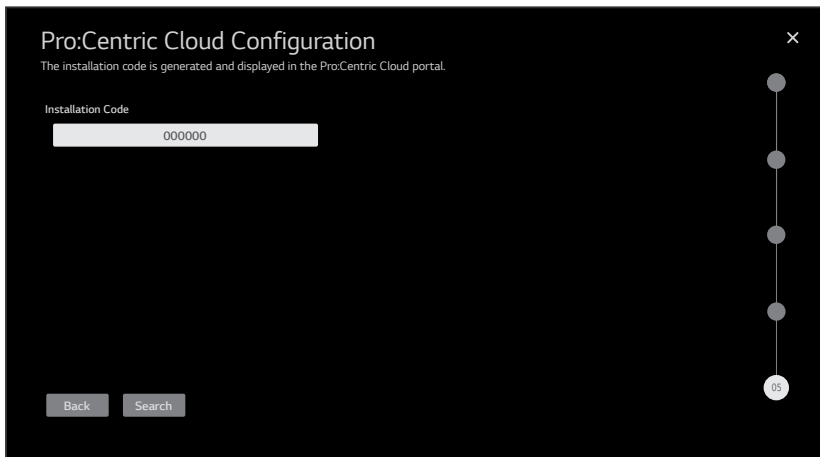 Pro:Centric Cloud Configuration
The installation code is generated and displayed in the Pro:Centric Cloud portal.
Installation Code
000000
05
Back Search